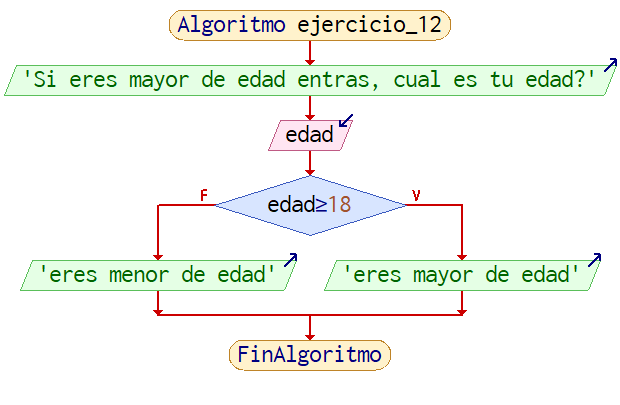 Algoritmo ejercicio_12
'Si eres mayor de edad entras, cual es tu edad?'
edad
F
V
edad≥18
'eres menor de edad'
'eres mayor de edad'
FinAlgoritmo